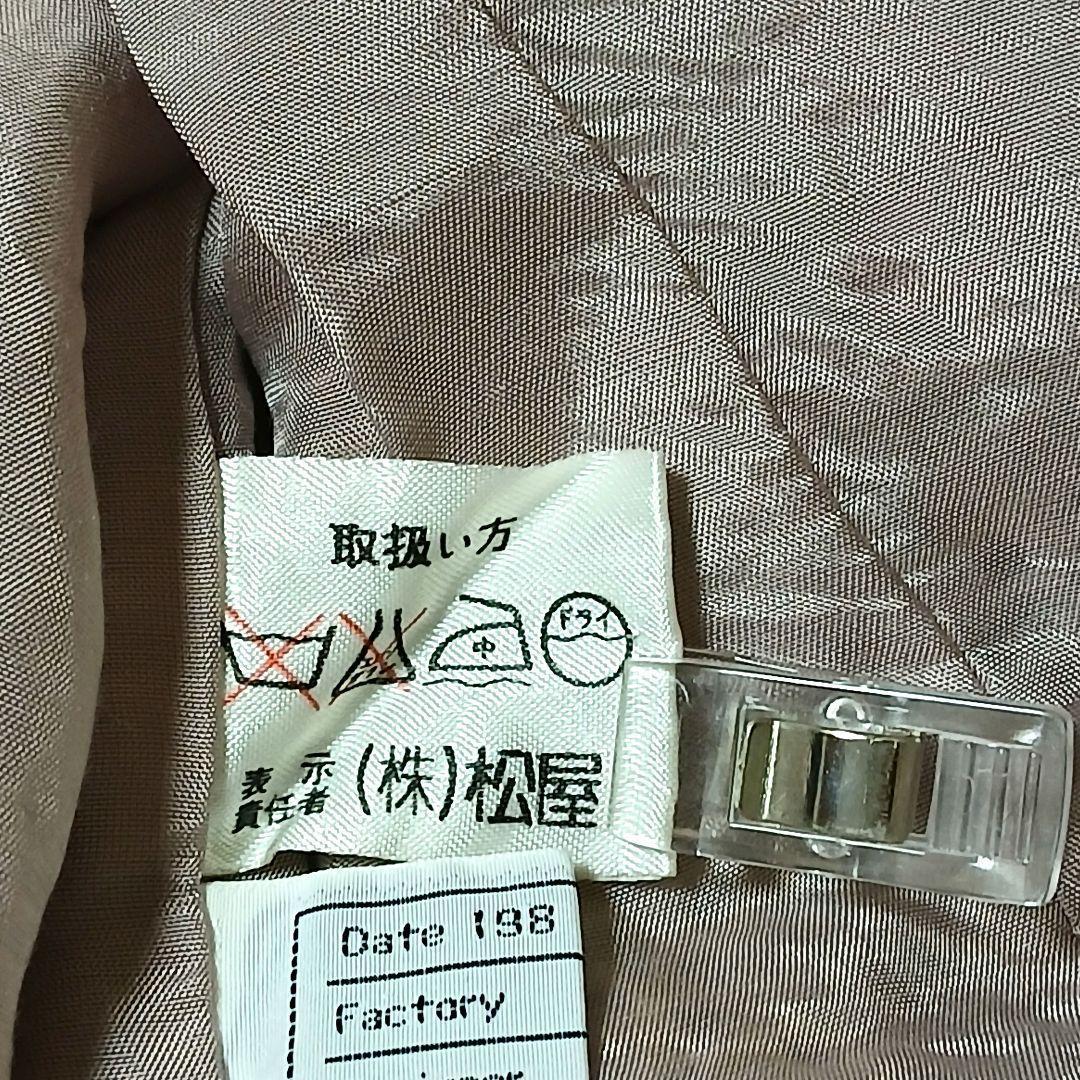 取扱い方
中 ドライ
表示
責任者 (株)松屋
Date 198
Factory